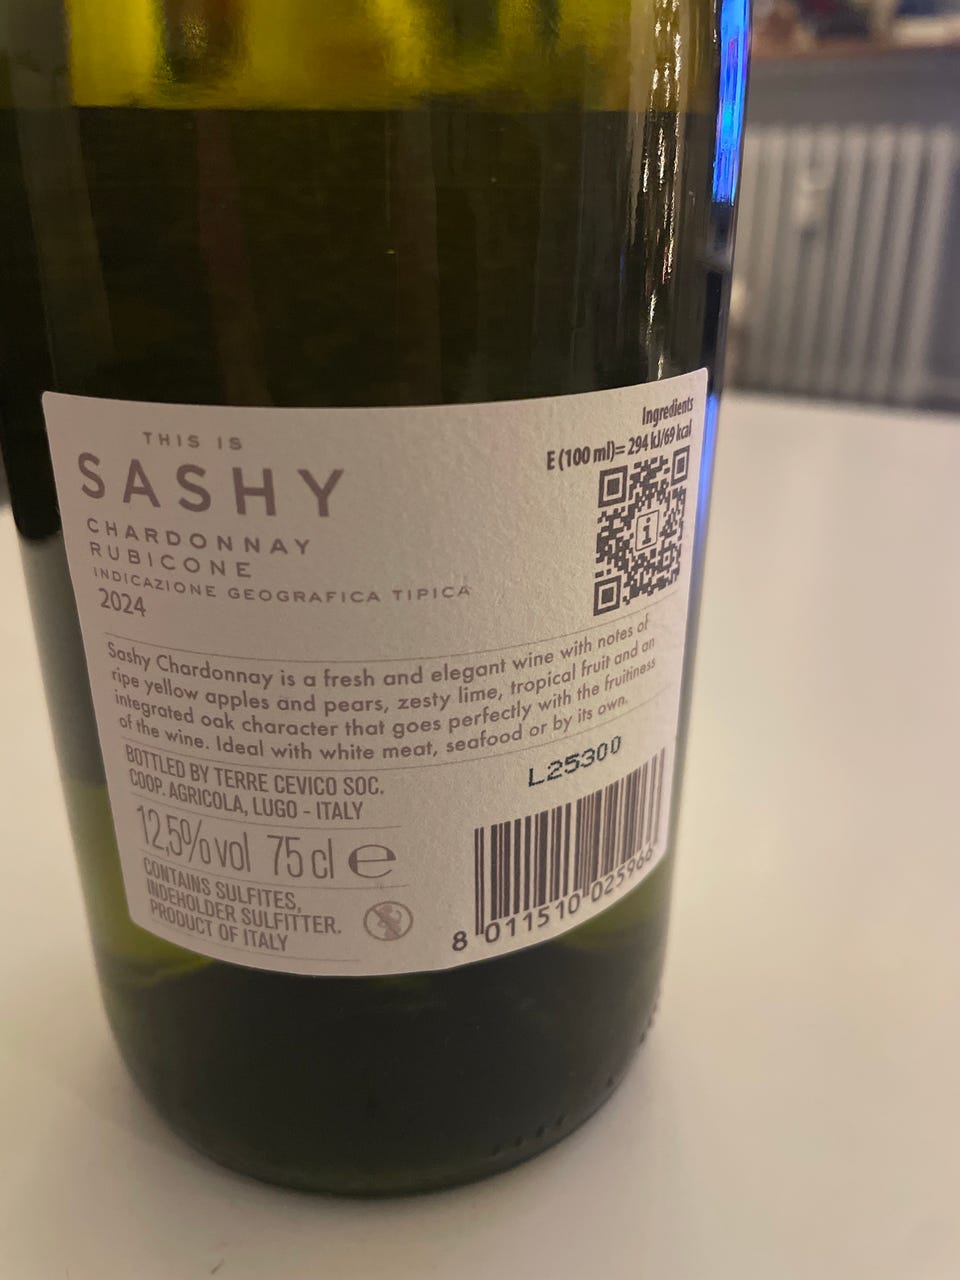 THIS IS
SASHY
CHARDONNAY
RUBICONE
INDICAZIONE GEOGRAFICA TIPICA
2024
Ingredients
E (100 ml)= 294 kJ/69 kcal
i
Sashy Chardonnay is a fresh and elegant wine with notes of
ripe yellow apples and pears, zesty lime, tropical fruit and an
integrated oak character that goes perfectly with the fruitiness
of the wine. Ideal with white meat, seafood or by its own.
BOTTLED BY TERRE CEVICO SOC.
COOP. AGRICOLA, LUGO - ITALY
12,5%vol 75 cl e
CONTAINS SULFITES,
INDEHOLDER SULFITTER.
PRODUCT OF ITALY
L25300
8 011510 025966